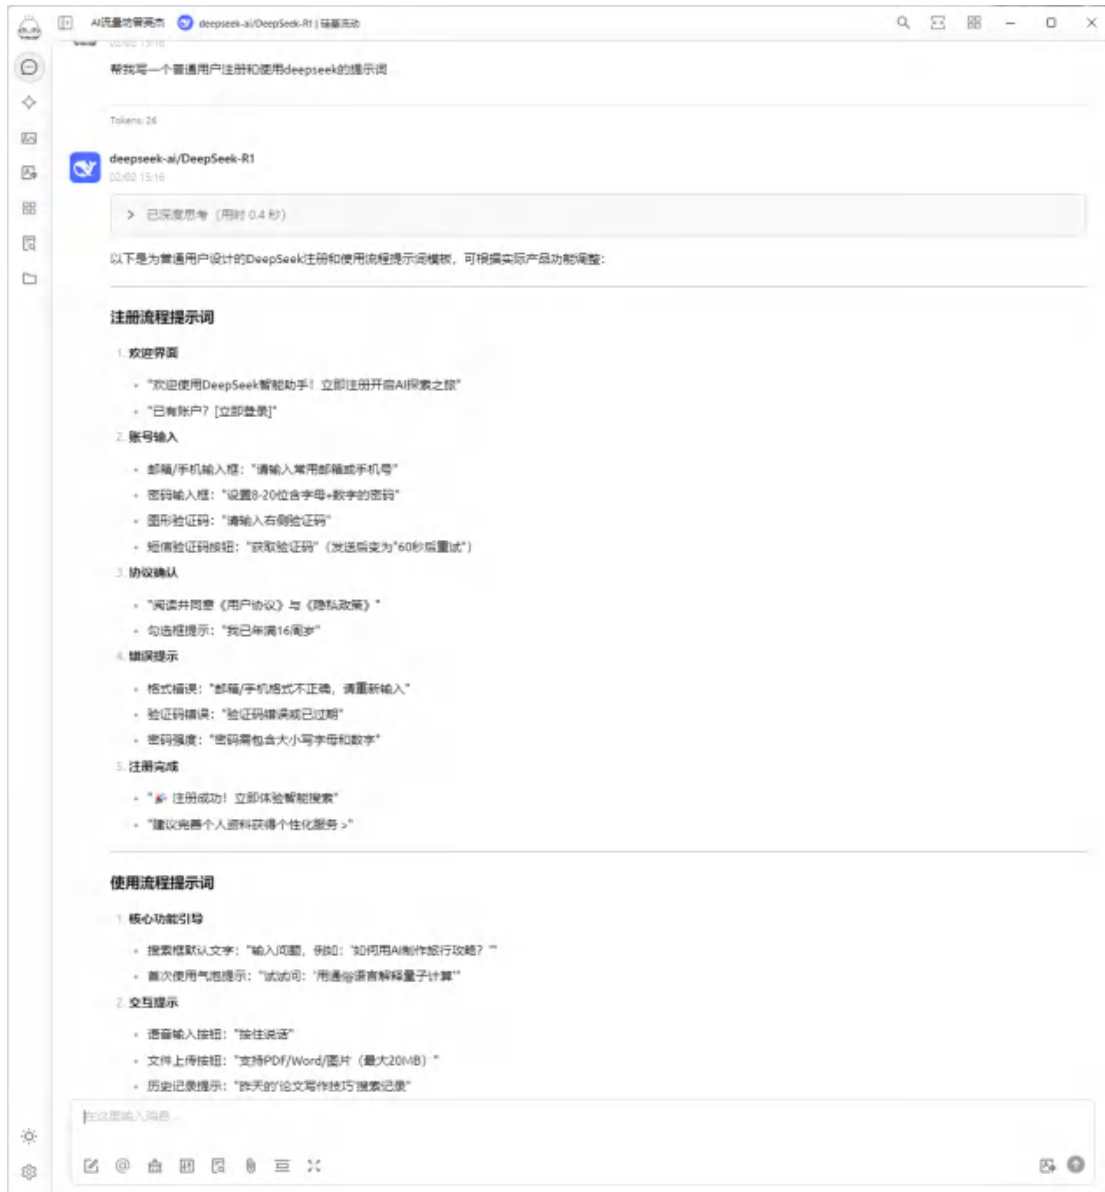 AI流量坊曾英杰 deepseek-ai/DeepSeek-R1 | 硅基流动
02/02 15:16
帮我写一个普通用户注册和使用deepseek的提示词
Tokens: 26
deepseek-ai/DeepSeek-R1
02/02 15:16
> 已深度思考（用时 0.4 秒）
以下是为普通用户设计的DeepSeek注册和使用流程提示词模板，可根据实际产品功能调整：
注册流程提示词
1. 欢迎界面
◦ "欢迎使用DeepSeek智能助手！立即注册开启AI探索之旅"
◦ "已有账户？[立即登录]"
2. 账号输入
◦ 邮箱/手机输入框："请输入常用邮箱或手机号"
◦ 密码输入框："设置8-20位含字母+数字的密码"
◦ 图形验证码："请输入右侧验证码"
◦ 短信验证码按钮："获取验证码"（发送后变为"60秒后重试"）
3. 协议确认
◦ "阅读并同意《用户协议》与《隐私政策》"
◦ 勾选框提示："我已年满16周岁"
4. 错误提示
◦ 格式错误："邮箱/手机格式不正确，请重新输入"
◦ 验证码错误："验证码错误或已过期"
◦ 密码强度："密码需包含大小写字母和数字"
5. 注册完成
◦ "🎉 注册成功！立即体验智能搜索"
◦ "建议完善个人资料获得个性化服务 >"
使用流程提示词
1. 核心功能引导
◦ 搜索框默认文字："输入问题，例如：'如何用AI制作旅行攻略？'"
◦ 首次使用气泡提示："试试问：'用通俗语言解释量子计算'"
2. 交互提示
◦ 语音输入按钮："按住说话"
◦ 文件上传按钮："支持PDF/Word/图片（最大20MB）"
◦ 历史记录提示："昨天的'论文写作技巧'搜索记录"
在这里输入消息...